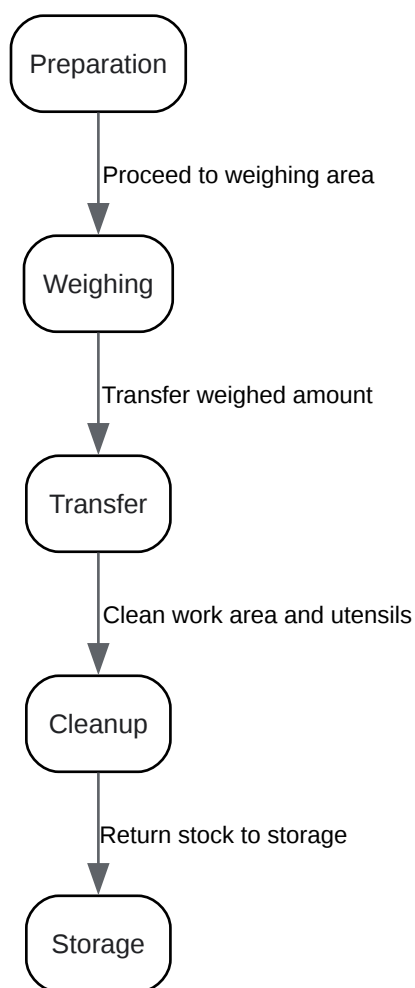 Preparation
Proceed to weighing area
Weighing
Transfer weighed amount
Transfer
Clean work area and utensils
Cleanup
Return stock to storage
Storage